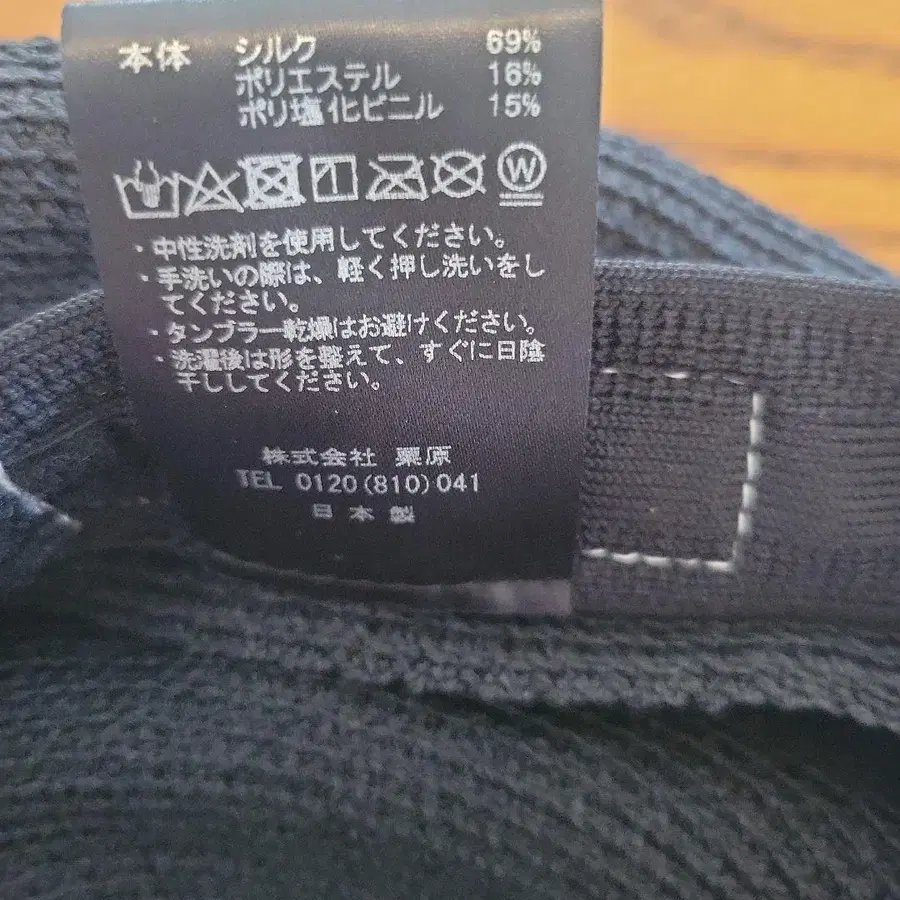 本体 シルク 69%
ポリエステル 16%
ポリ塩化ビニル 15%
W
・中性洗剤を使用してください。
・手洗いの際は、軽く押し洗いをし
てください。
・タンブラー乾燥はお避けください。
・洗濯後は形を整えて、すぐに日陰
干ししてください。
株式会社 栗原
TEL 0120(810)041
日本製